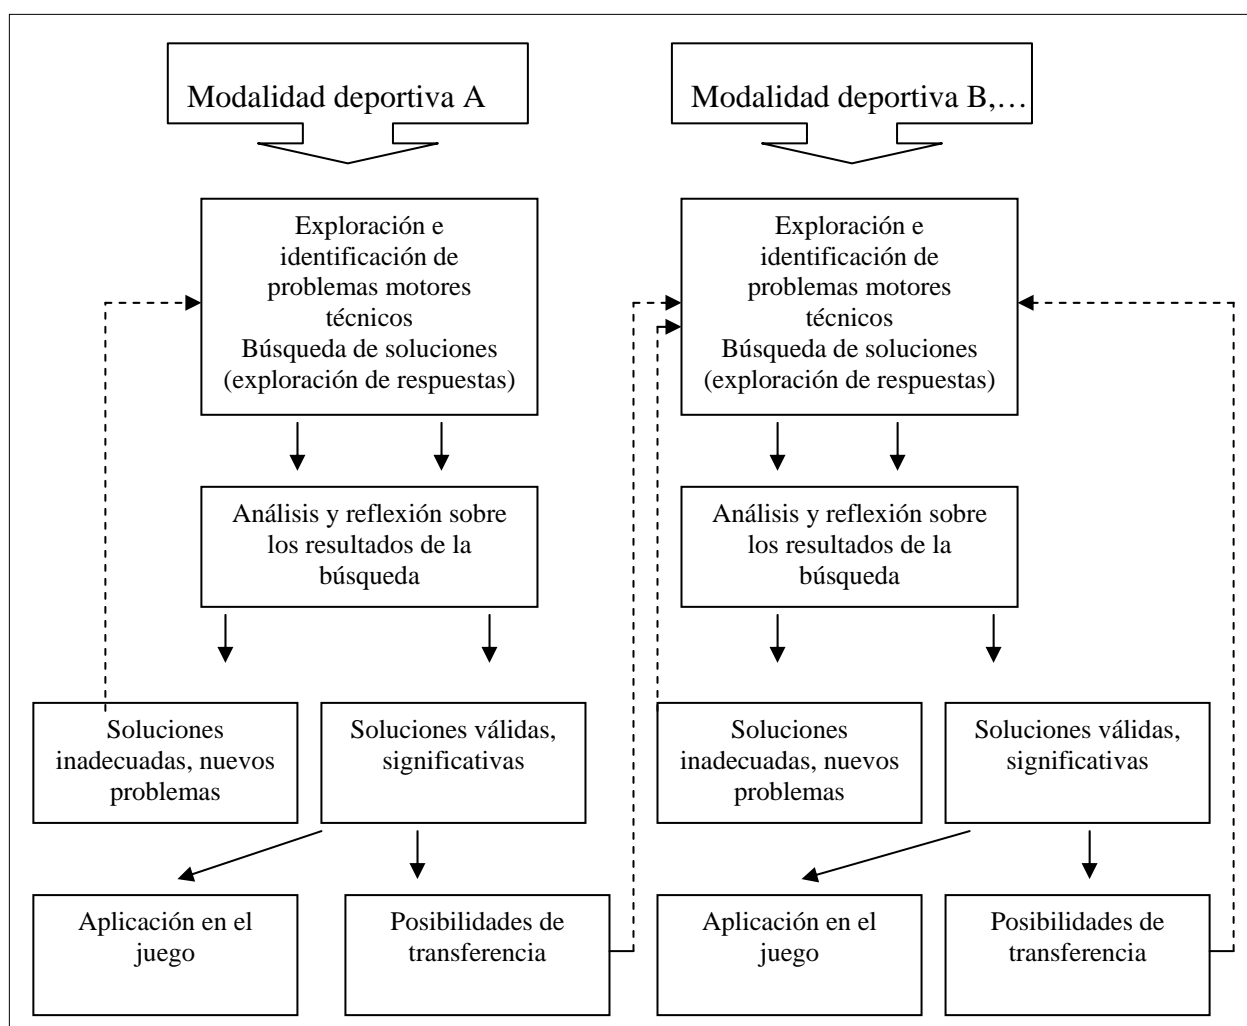 Modalidad deportiva A
Modalidad deportiva B,…
Exploración e
identificación de
problemas motores
técnicos
Búsqueda de soluciones
(exploración de respuestas)
Exploración e
identificación de
problemas motores
técnicos
Búsqueda de soluciones
(exploración de respuestas)
Análisis y reflexión sobre
los resultados de la
búsqueda
Análisis y reflexión sobre
los resultados de la
búsqueda
Soluciones
inadecuadas, nuevos
problemas
Soluciones válidas,
significativas
Soluciones
inadecuadas, nuevos
problemas
Soluciones válidas,
significativas
Aplicación en el
juego
Posibilidades de
transferencia
Aplicación en el
juego
Posibilidades de
transferencia